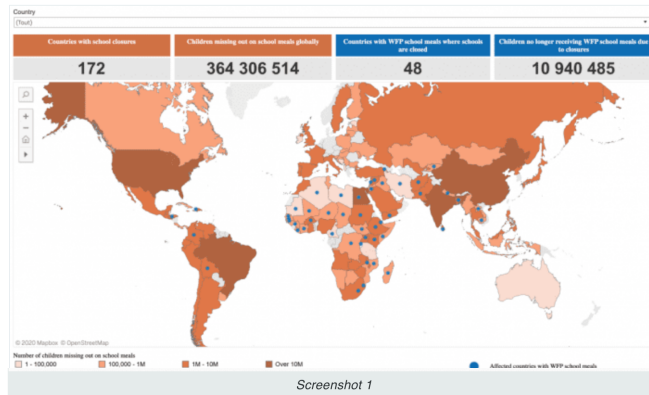 Country
(Tout)
Countries with school closures
Children missing out on school meals globally
Countries with WFP school meals where schools
are closed
Children no longer receiving WFP school meals due
to closures
172
364 306 514
48
10 940 485
© 2020 Mapbox © OpenStreetMap
Number of children missing out on school meals
1 - 100,000
100,000 - 1M
1M - 10M
Over 10M
Affected countries with WFP school meals
Screenshot 1